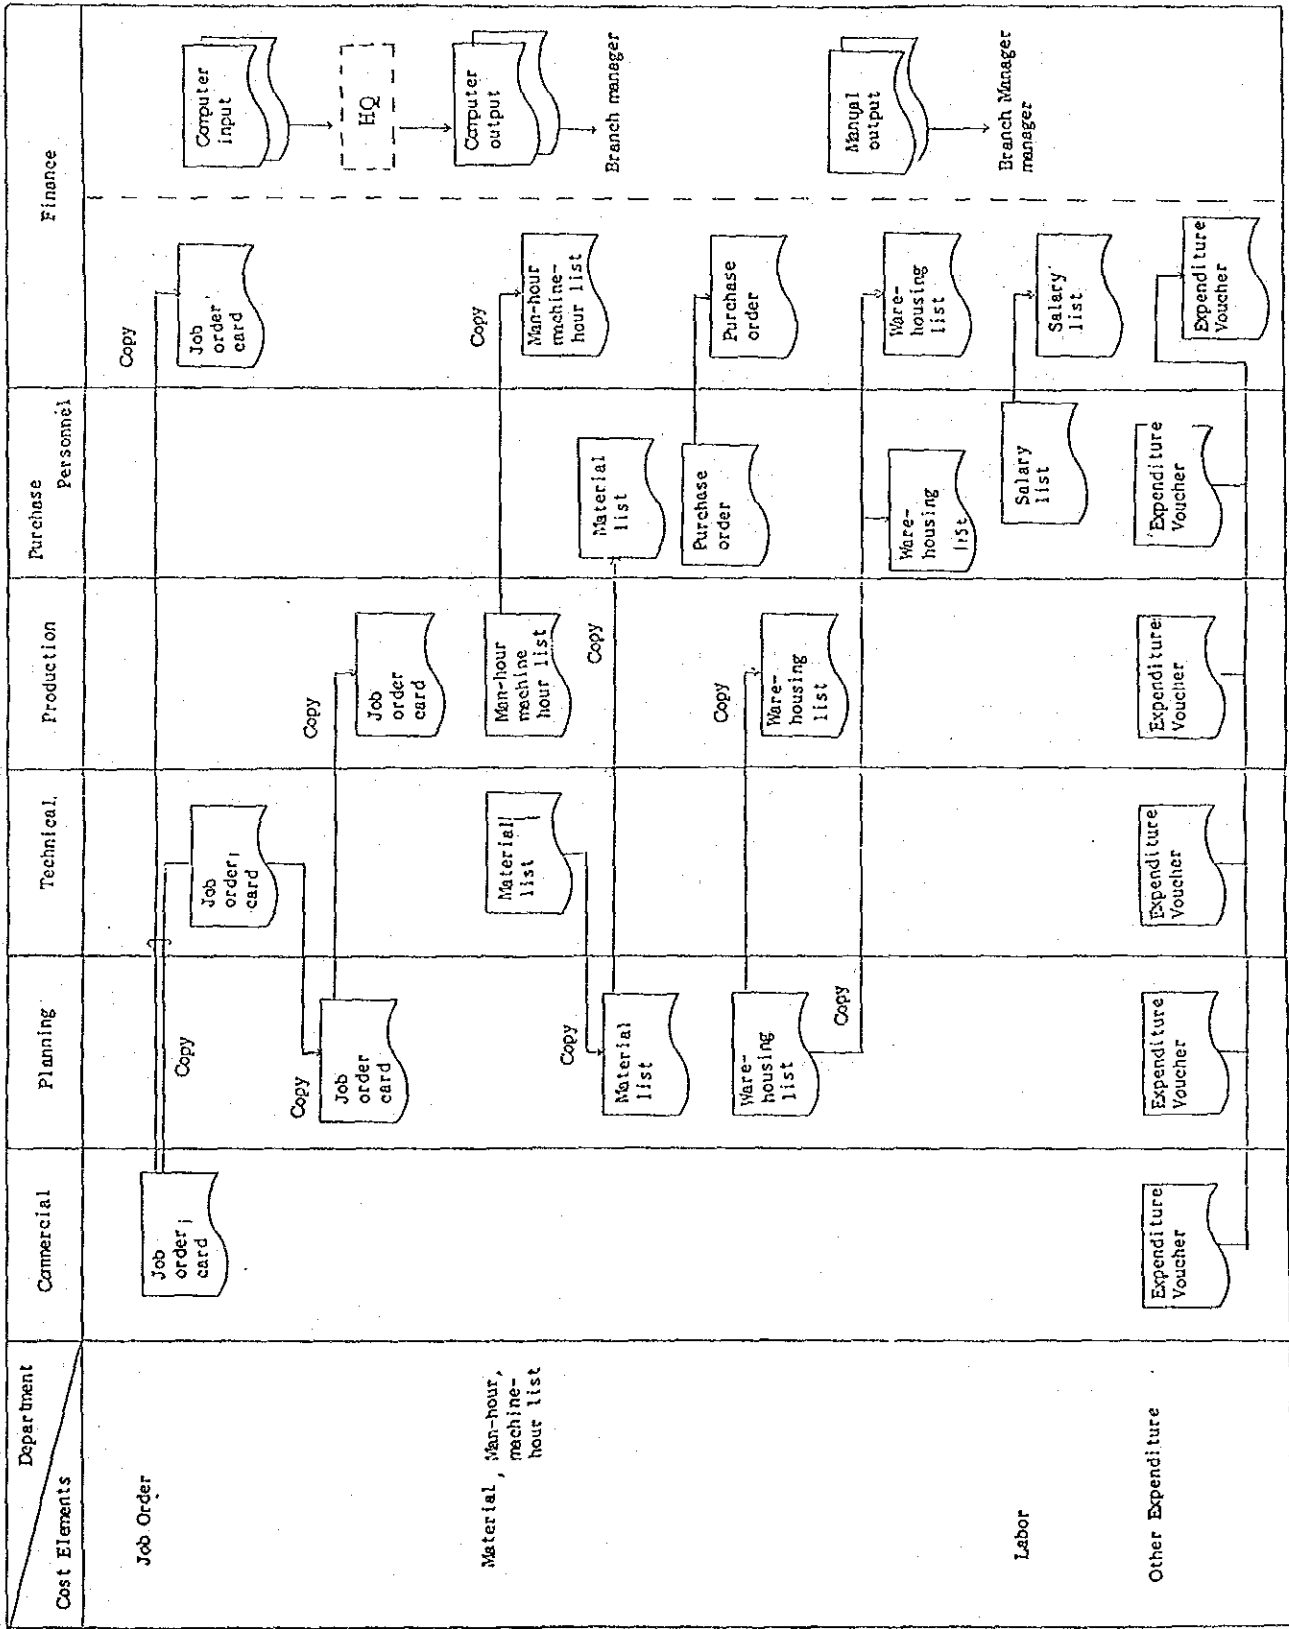 Department
Cost Elements
Commercial
Planning
Technical
Production
Purchase
Personnel
Finance
Job Order
Job
order
card
Copy
Job
order
card
Copy
Job
order
card
Copy
Job
order
card
Copy
Job
order
card
Computer
input
HQ
Computer
output
Branch manager
Material, Man-hour,
machine-
hour list
Material
list
Copy
Material
list
Man-hour
machine
hour list
Copy
Man-hour
machine-
hour list
Copy
Material
list
Purchase
order
Purchase
order
Ware-
housing
list
Copy
Copy
Ware-
housing
list
Ware-
housing
list
Ware-
housing
list
Manual
output
Branch Manager
manager
Labor
Salary
list
Salary
list
Other Expenditure
Expenditure
Voucher
Expenditure
Voucher
Expenditure
Voucher
Expenditure
Voucher
Expenditure
Voucher
Expenditure
Voucher